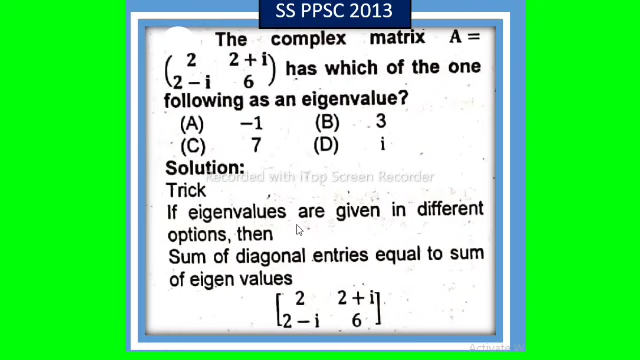 SS PPSC 2013
The complex matrix A =
( 2 2 + i
2 − i 6 ) has which of the one
following as an eigenvalue?
(A) −1 (B) 3
(C) 7 (D) i
Solution:
Recorded with iTop Screen Recorder
Trick
If eigenvalues are given in different
options, then
Sum of diagonal entries equal to sum
of eigen values
[ 2 2 + i
2 − i 6 ]
Activate W